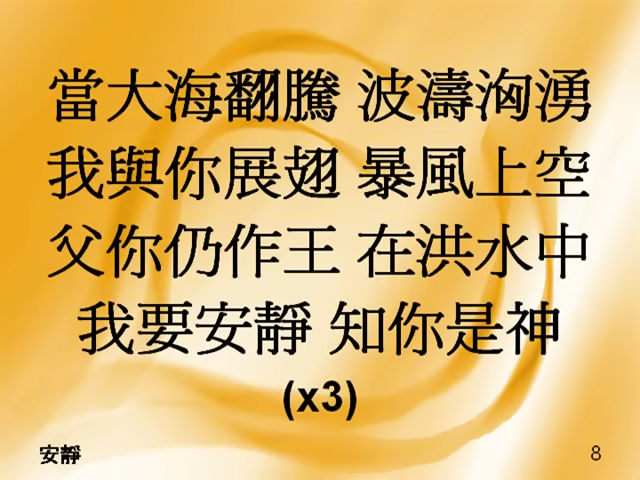 當大海翻騰 波濤洶湧
我與你展翅 暴風上空
父你仍作王 在洪水中
我要安靜 知你是神
(x3)
安靜 8